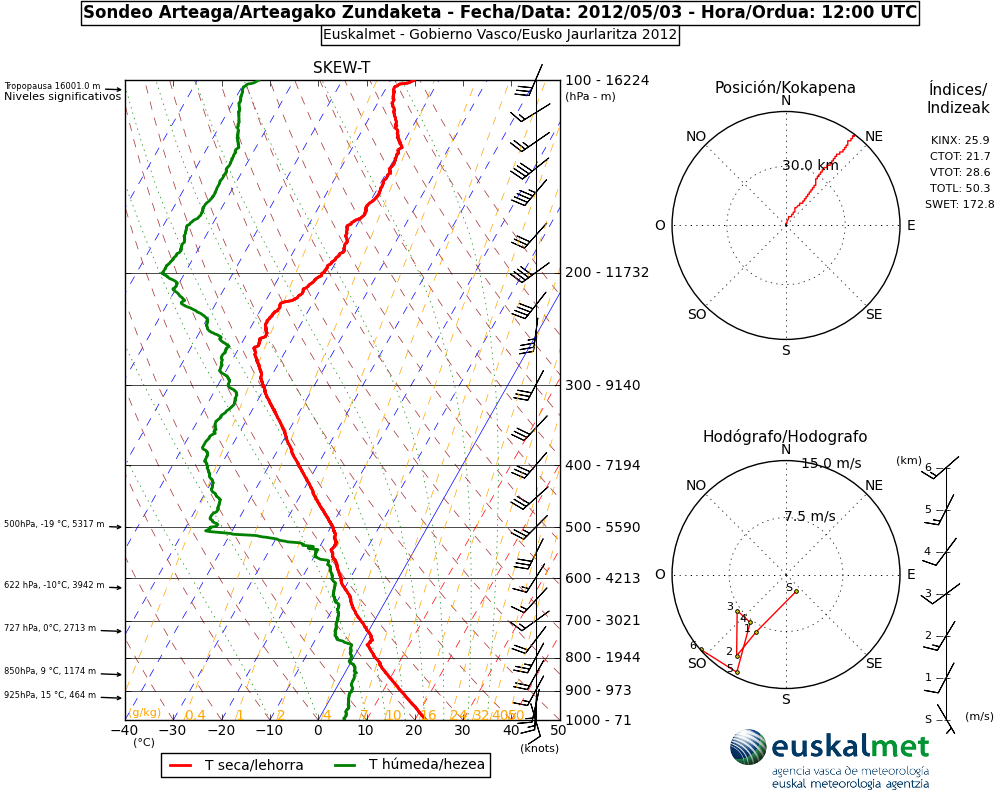 Sondeo Arteaga/Arteagako Zundaketa - Fecha/Data: 2012/05/03 - Hora/Ordua: 12:00 UTC
Euskalmet - Gobierno Vasco/Eusko Jaurlaritza 2012
SKEW-T
Tropopausa 16001.0 m
Niveles significativos
500hPa, -19 °C, 5317 m
622 hPa, -10°C, 3942 m
727 hPa, 0°C, 2713 m
850hPa, 9 °C, 1174 m
925hPa, 15 °C, 464 m
100 - 16224
(hPa - m)
200 - 11732
300 - 9140
400 - 7194
500 - 5590
600 - 4213
700 - 3021
800 - 1944
900 - 973
1000 - 71
(g/kg) 0.4 1 2 4 7 10 16 24 32 40 50
−40 −30 −20 −10 0 10 20 30 40 50
(°C)
(knots)
T seca/lehorra T húmeda/hezea
Posición/Kokapena
N
NO NE
30.0 km
O E
SO SE
S
Índices/
Indizeak
KINX: 25.9
CTOT: 21.7
VTOT: 28.6
TOTL: 50.3
SWET: 172.8
Hodógrafo/Hodografo
N
15.0 m/s
NO NE
7.5 m/s
O E
S
3
4
1
2
5
6
SO SE
S
(km) 6
5
4
3
2
1
S (m/s)
euskalmet
agencia vasca de meteorología
euskal meteorologia agentzia